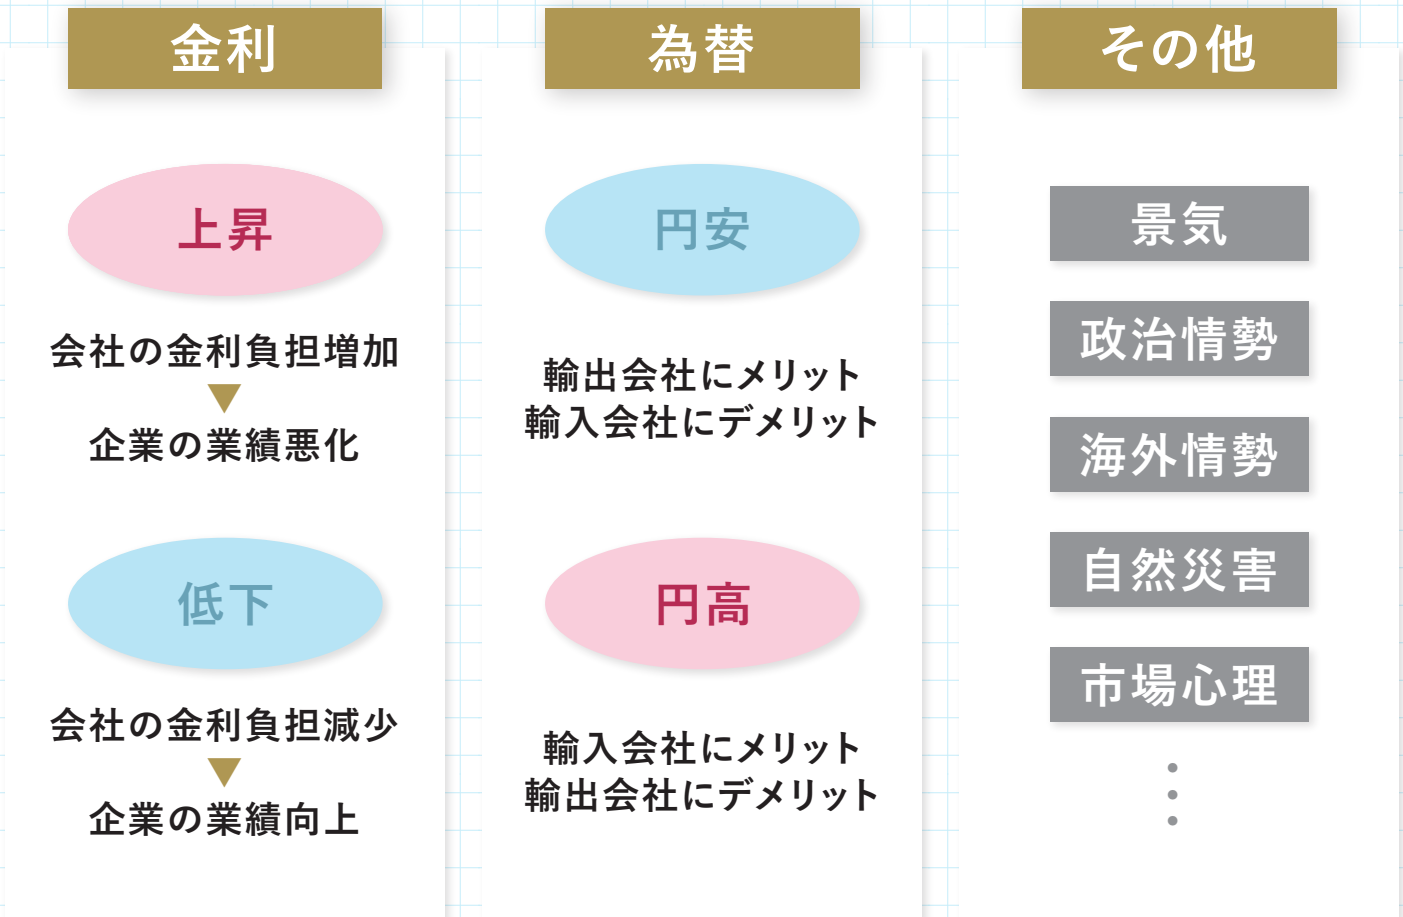 金利
上昇
会社の金利負担増加
企業の業績悪化
低下
会社の金利負担減少
企業の業績向上
為替
円安
輸出会社にメリット
輸入会社にデメリット
円高
輸入会社にメリット
輸出会社にデメリット
その他
景気
政治情勢
海外情勢
自然災害
市場心理